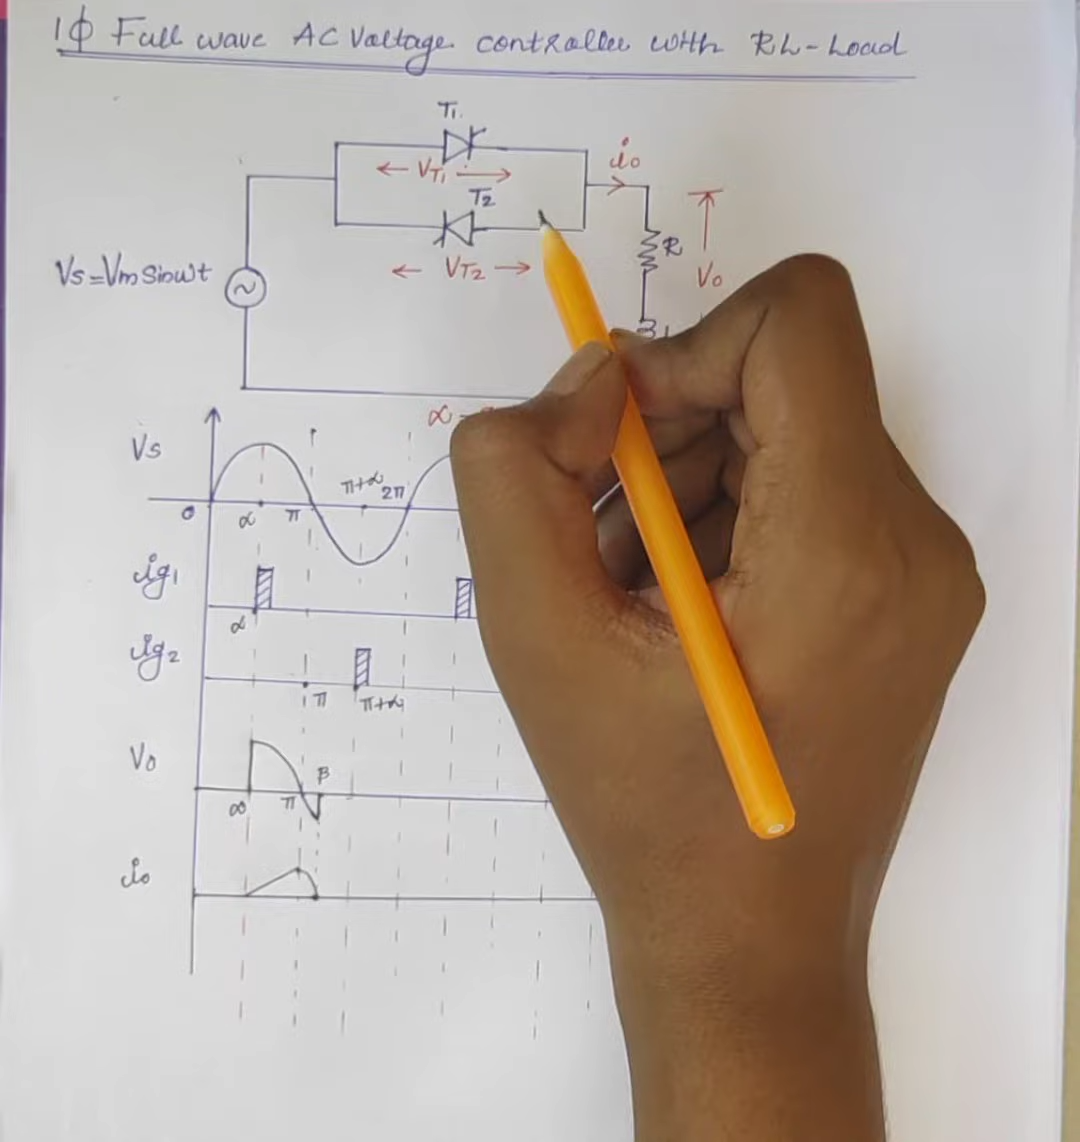 1ϕ Full wave AC Voltage controller with RL-Load
T1
← VT1 →
io
T2
R
← VT2 →
Vo
Vs=Vm sinωt
~
α
Vs
π+α
2π
0
α
π
ig1
α
ig2
π
π+α
Vo
β
α
π
io